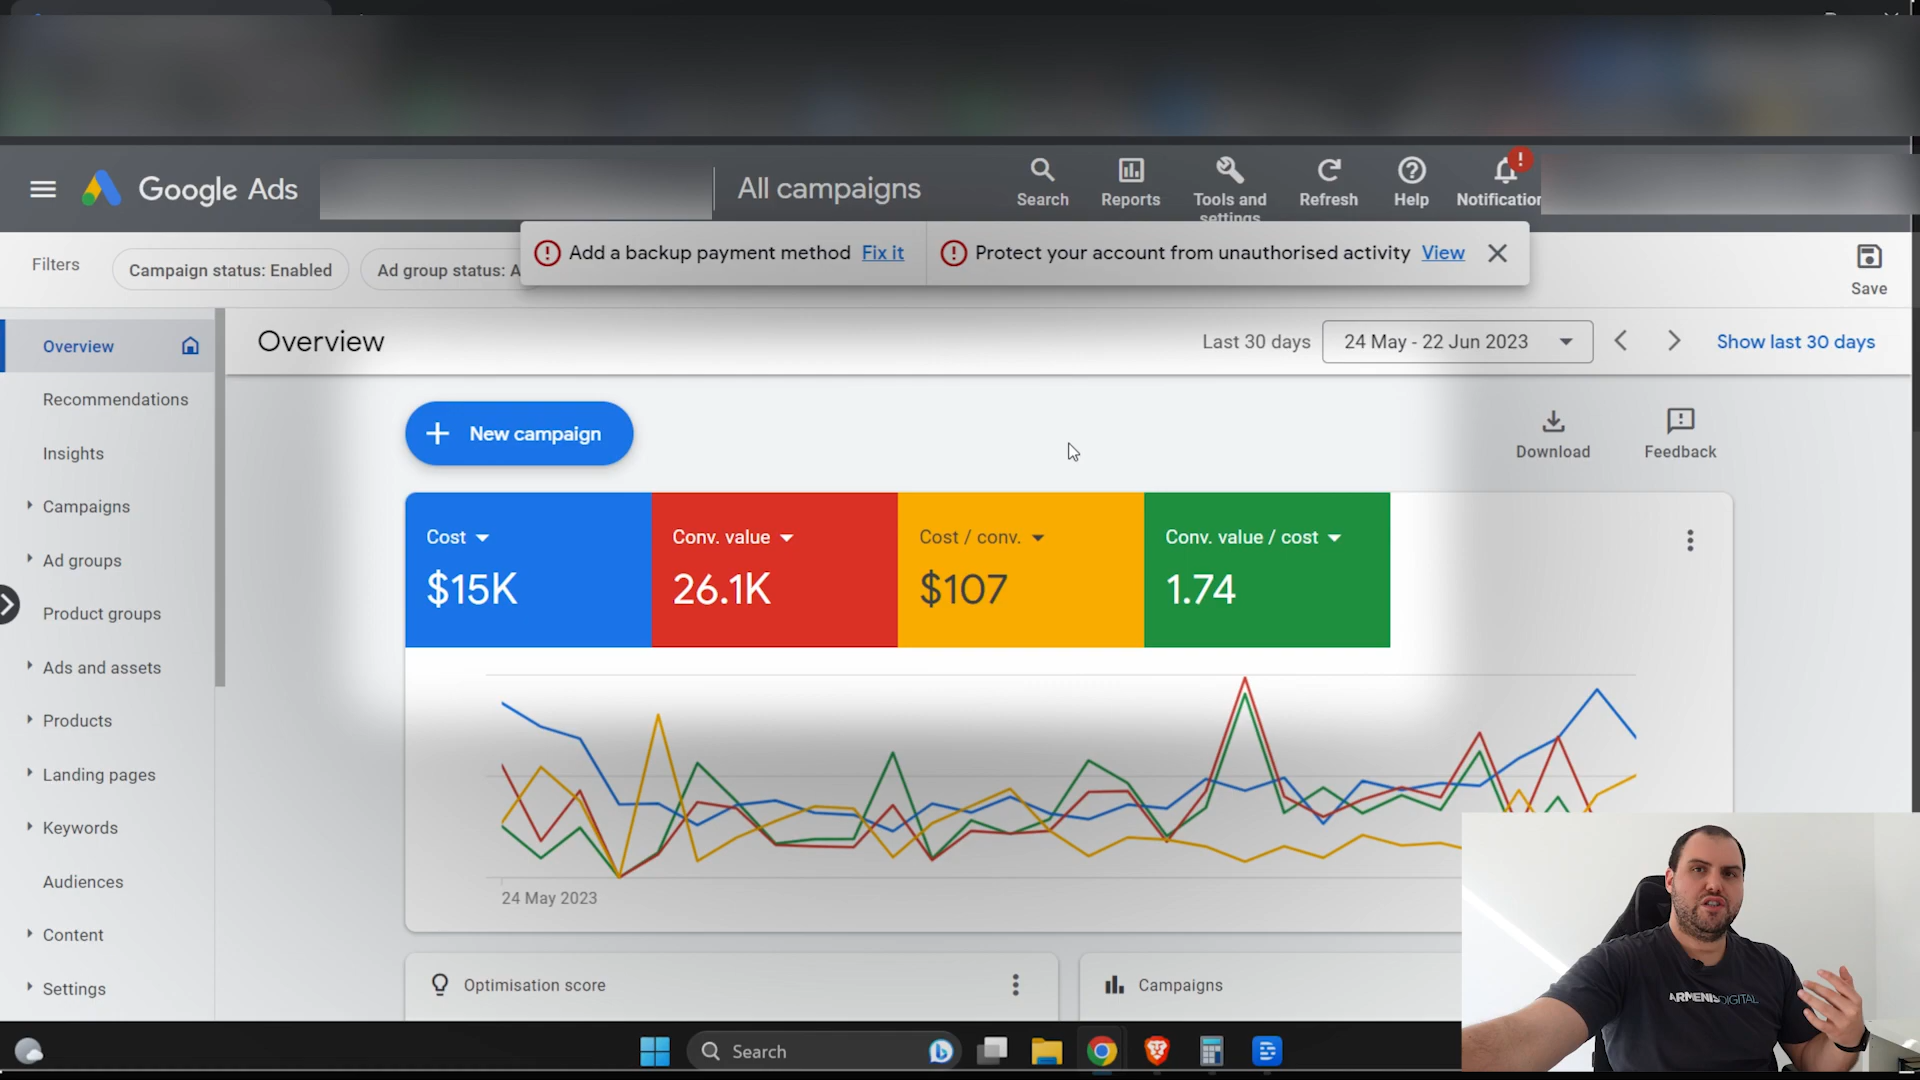 Google Ads
All campaigns
Search
Reports
Tools and
settings
Refresh
Help
Notification
!
Add a backup payment method Fix it
Protect your account from unauthorised activity View
Filters
Campaign status: Enabled
Ad group status: A
Save
Overview
Recommendations
Insights
Campaigns
Ad groups
Product groups
Ads and assets
Products
Landing pages
Keywords
Audiences
Content
Settings
Overview
Last 30 days
24 May - 22 Jun 2023
Show last 30 days
New campaign
Download
Feedback
Cost
$15K
Conv. value
26.1K
Cost / conv.
$107
Conv. value / cost
1.74
24 May 2023
Optimisation score
Campaigns
ARMENISDIGITAL
Search